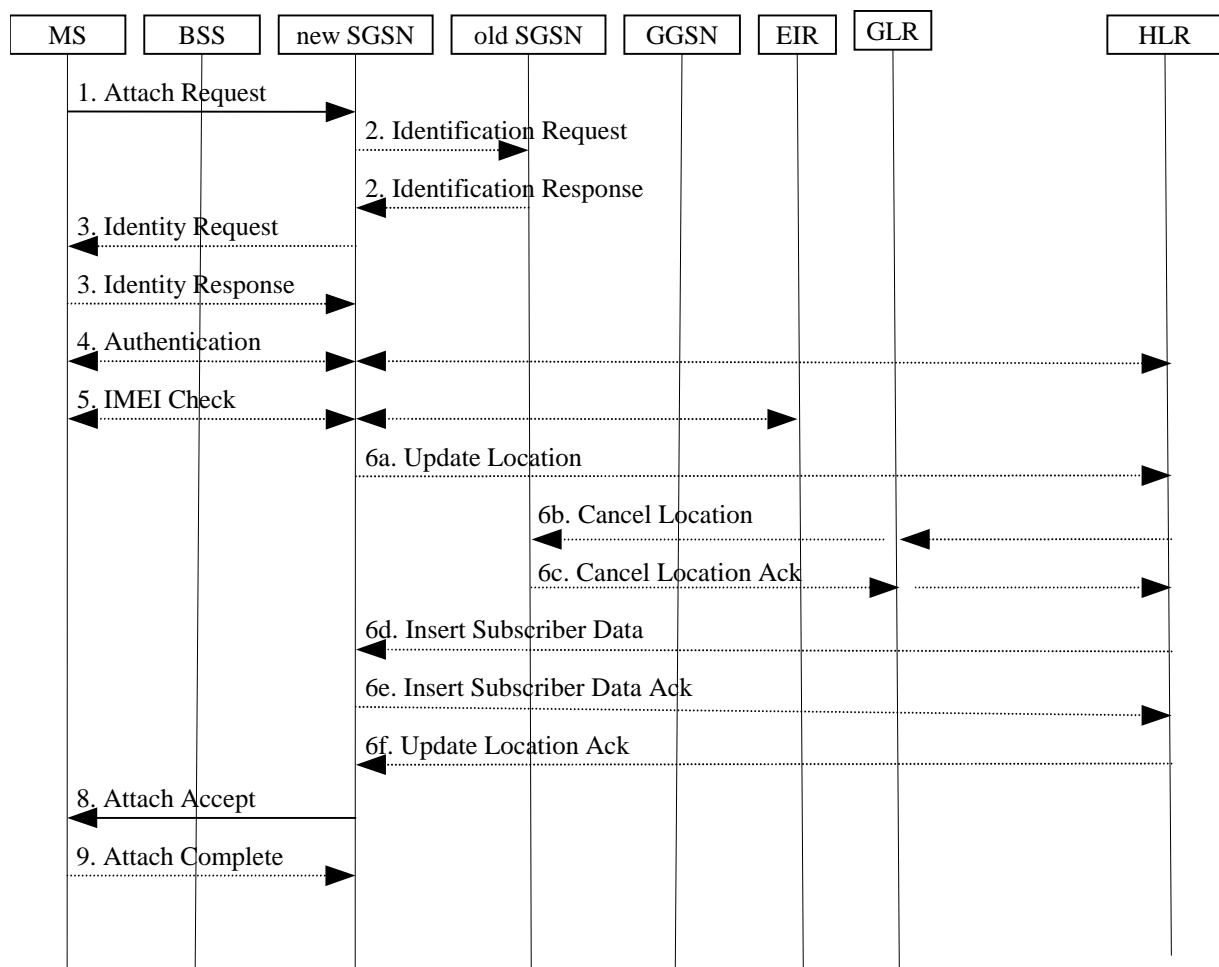 MS BSS new SGSN old SGSN GGSN EIR GLR HLR
1. Attach Request
2. Identification Request
2. Identification Response
3. Identity Request
3. Identity Response
4. Authentication
5. IMEI Check
6a. Update Location
6b. Cancel Location
6c. Cancel Location Ack
6d. Insert Subscriber Data
6e. Insert Subscriber Data Ack
6f. Update Location Ack
8. Attach Accept
9. Attach Complete